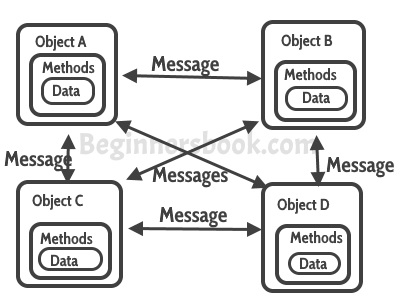 Object A
Methods
Data
Message
Object B
Methods
Data
Beginnersbook.com
Message
Messages
Message
Object C
Methods
Data
Message
Object D
Methods
Data